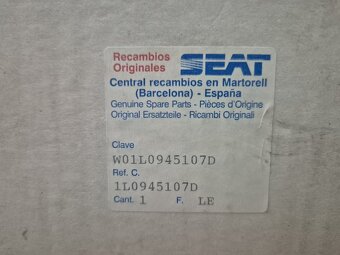 Recambios
Originales
SEAT
Central recambios en Martorell
(Barcelona) - España
Genuine Spare Parts - Pièces d'Origine
Original Ersatzteile - Ricambi Originali
Clave
W01L0945107D
Ref. C.
1L0945107D
Cant. 1 F. LE